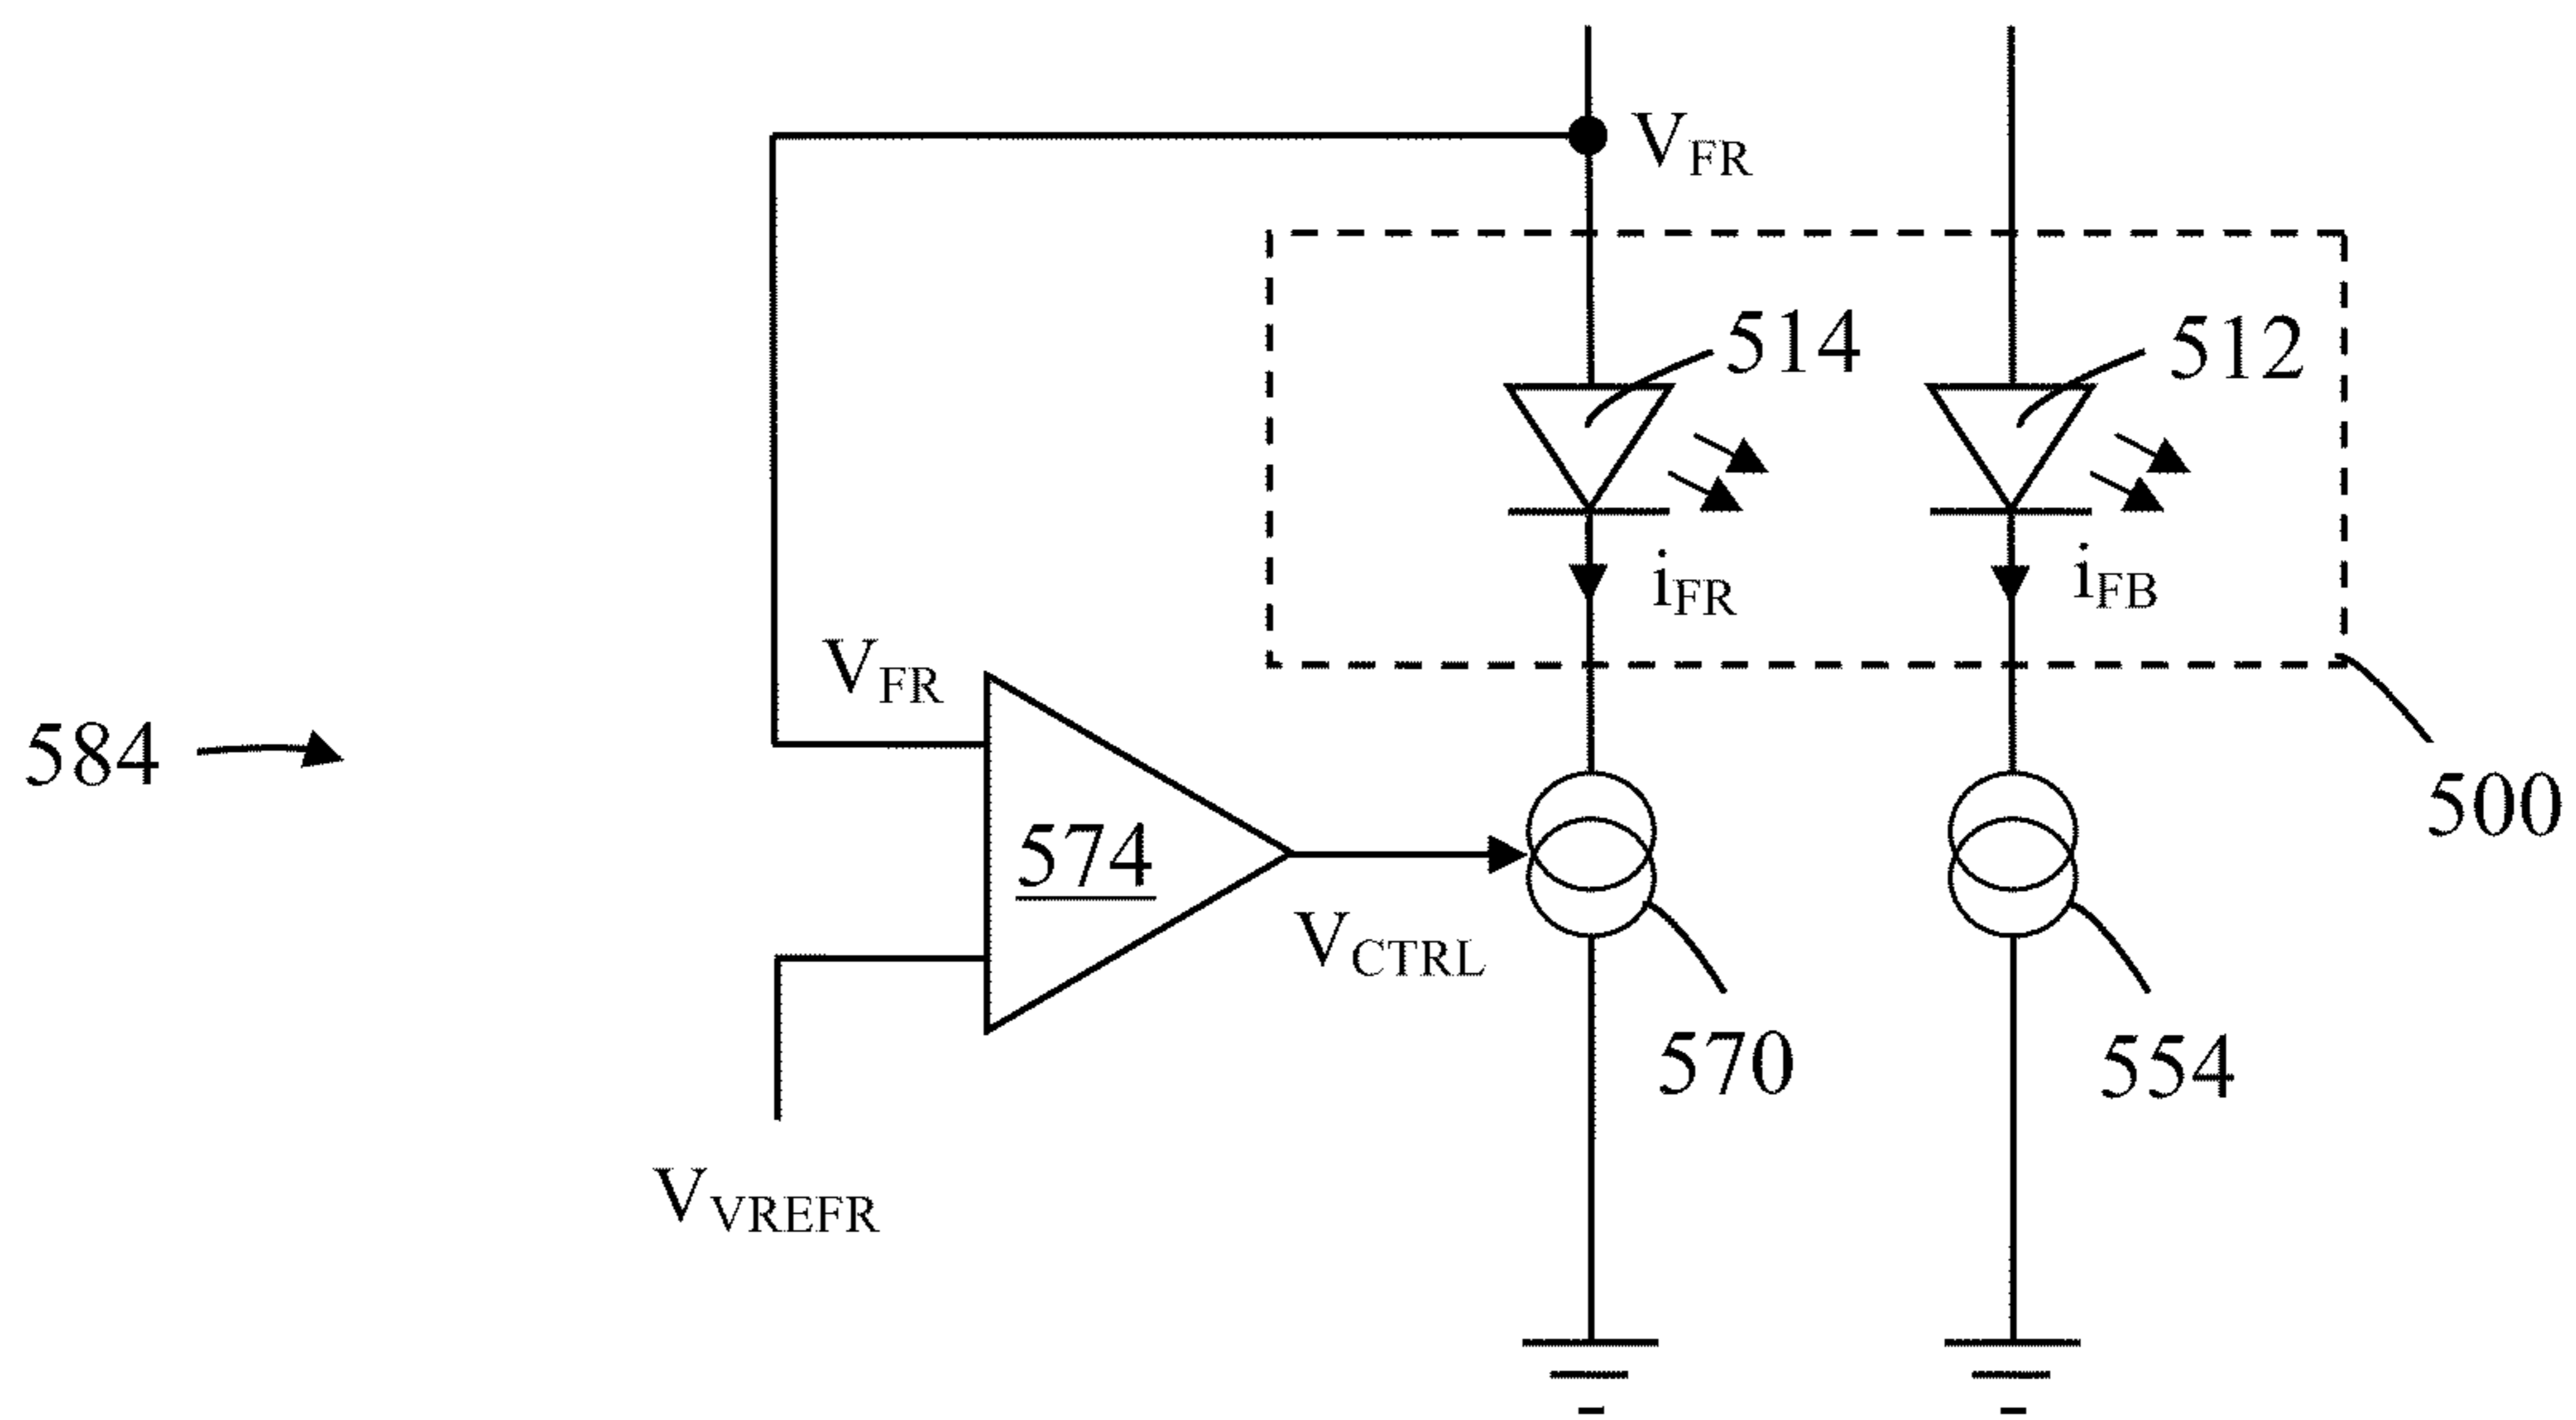 V_FR
514
512
i_FR
i_FB
V_FR
584
500
574
V_CTRL
570
554
V_VREFR